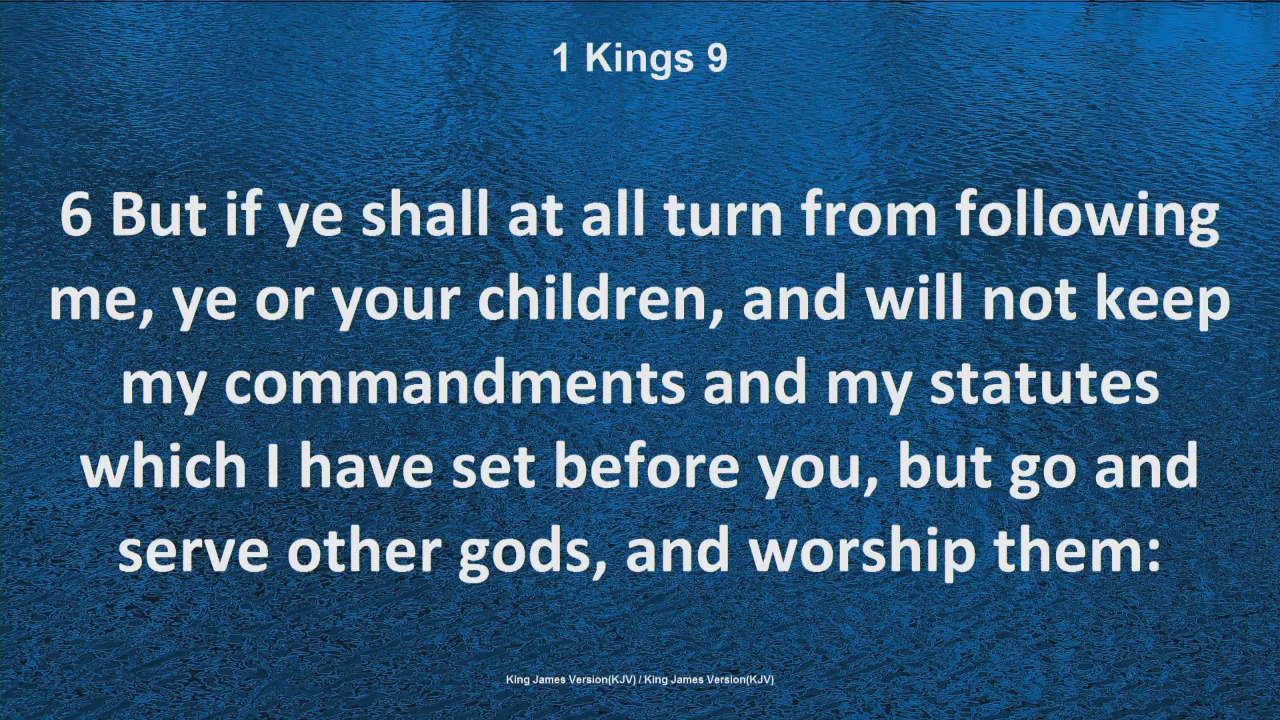 1 Kings 9
6 But if ye shall at all turn from following
me, ye or your children, and will not keep
my commandments and my statutes
which I have set before you, but go and
serve other gods, and worship them:
King James Version(KJV) / King James Version(KJV)